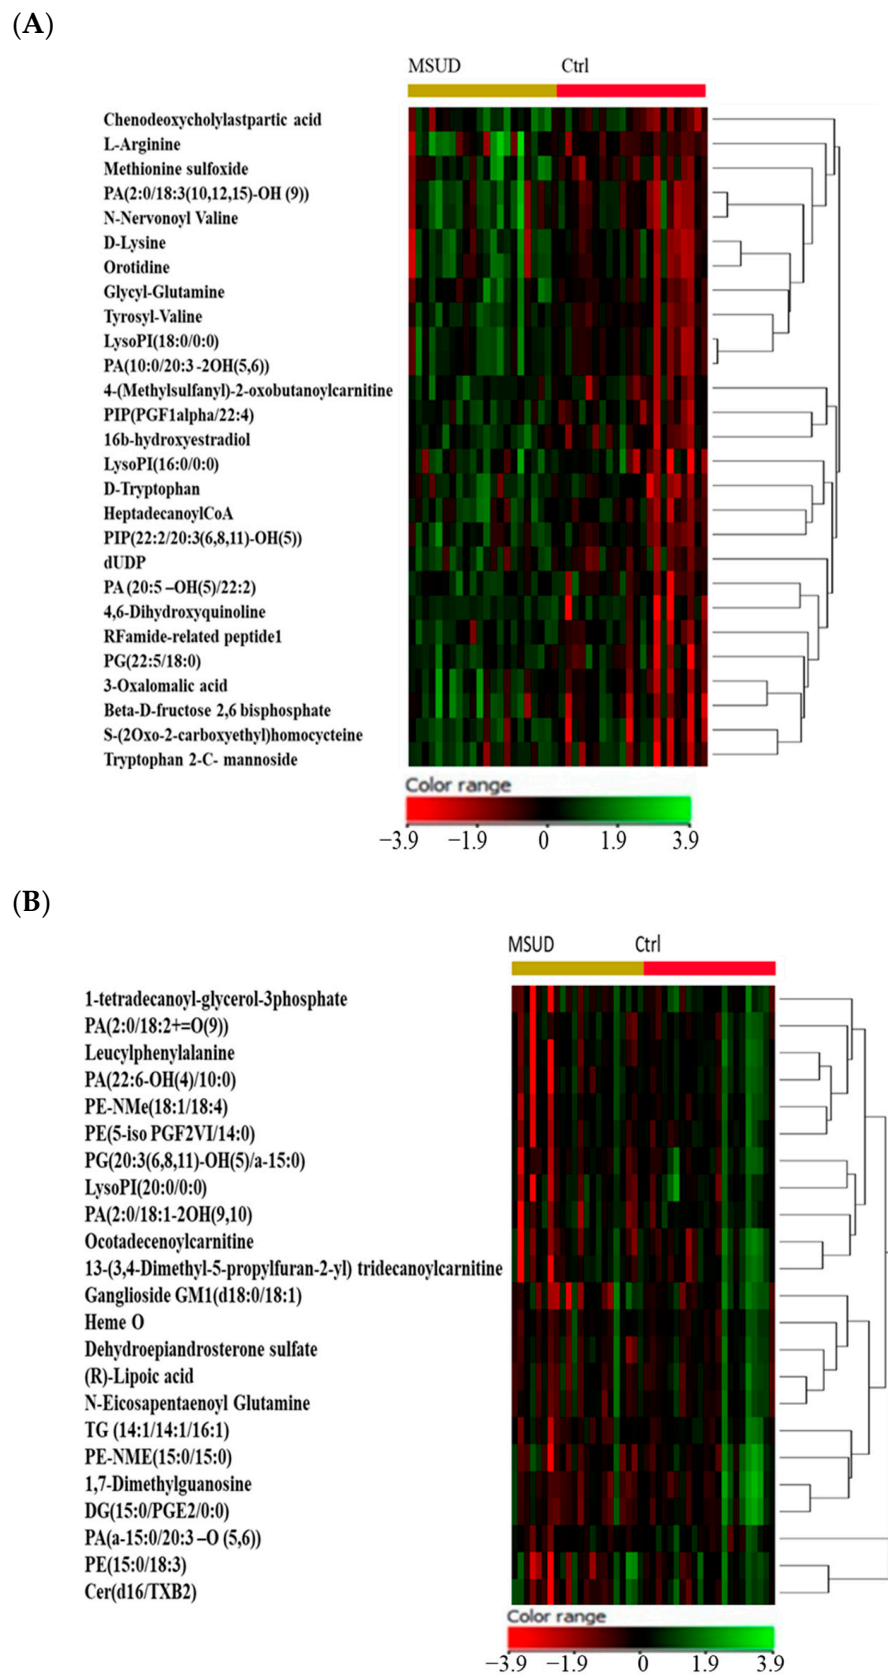 (A)
MSUD Ctrl
Chenodeoxycholylastpartic acid
L-Arginine
Methionine sulfoxide
PA(2:0/18:3(10,12,15)-OH (9))
N-Nervonoyl Valine
D-Lysine
Orotidine
Glycyl-Glutamine
Tyrosyl-Valine
LysoPI(18:0/0:0)
PA(10:0/20:3 -2OH(5,6))
4-(Methylsulfanyl)-2-oxobutanoylcarnitine
PIP(PGF1alpha/22:4)
16b-hydroxyestradiol
LysoPI(16:0/0:0)
D-Tryptophan
HeptadecanoylCoA
PIP(22:2/20:3(6,8,11)-OH(5))
dUDP
PA (20:5 –OH(5)/22:2)
4,6-Dihydroxyquinoline
RFamide-related peptide1
PG(22:5/18:0)
3-Oxalomalic acid
Beta-D-fructose 2,6 bisphosphate
S-(2Oxo-2-carboxyethyl)homocycteine
Tryptophan 2-C- mannoside
Color range
−3.9 −1.9 0 1.9 3.9
(B)
MSUD Ctrl
1-tetradecanoyl-glycerol-3phosphate
PA(2:0/18:2+=O(9))
Leucylphenylalanine
PA(22:6-OH(4)/10:0)
PE-NMe(18:1/18:4)
PE(5-iso PGF2VI/14:0)
PG(20:3(6,8,11)-OH(5)/a-15:0)
LysoPI(20:0/0:0)
PA(2:0/18:1-2OH(9,10)
Ocotadecenoylcarnitine
13-(3,4-Dimethyl-5-propylfuran-2-yl) tridecanoylcarnitine
Ganglioside GM1(d18:0/18:1)
Heme O
Dehydroepiandrosterone sulfate
(R)-Lipoic acid
N-Eicosapentaenoyl Glutamine
TG (14:1/14:1/16:1)
PE-NME(15:0/15:0)
1,7-Dimethylguanosine
DG(15:0/PGE2/0:0)
PA(a-15:0/20:3 –O (5,6))
PE(15:0/18:3)
Cer(d16/TXB2)
Color range
−3.9 −1.9 0 1.9 3.9